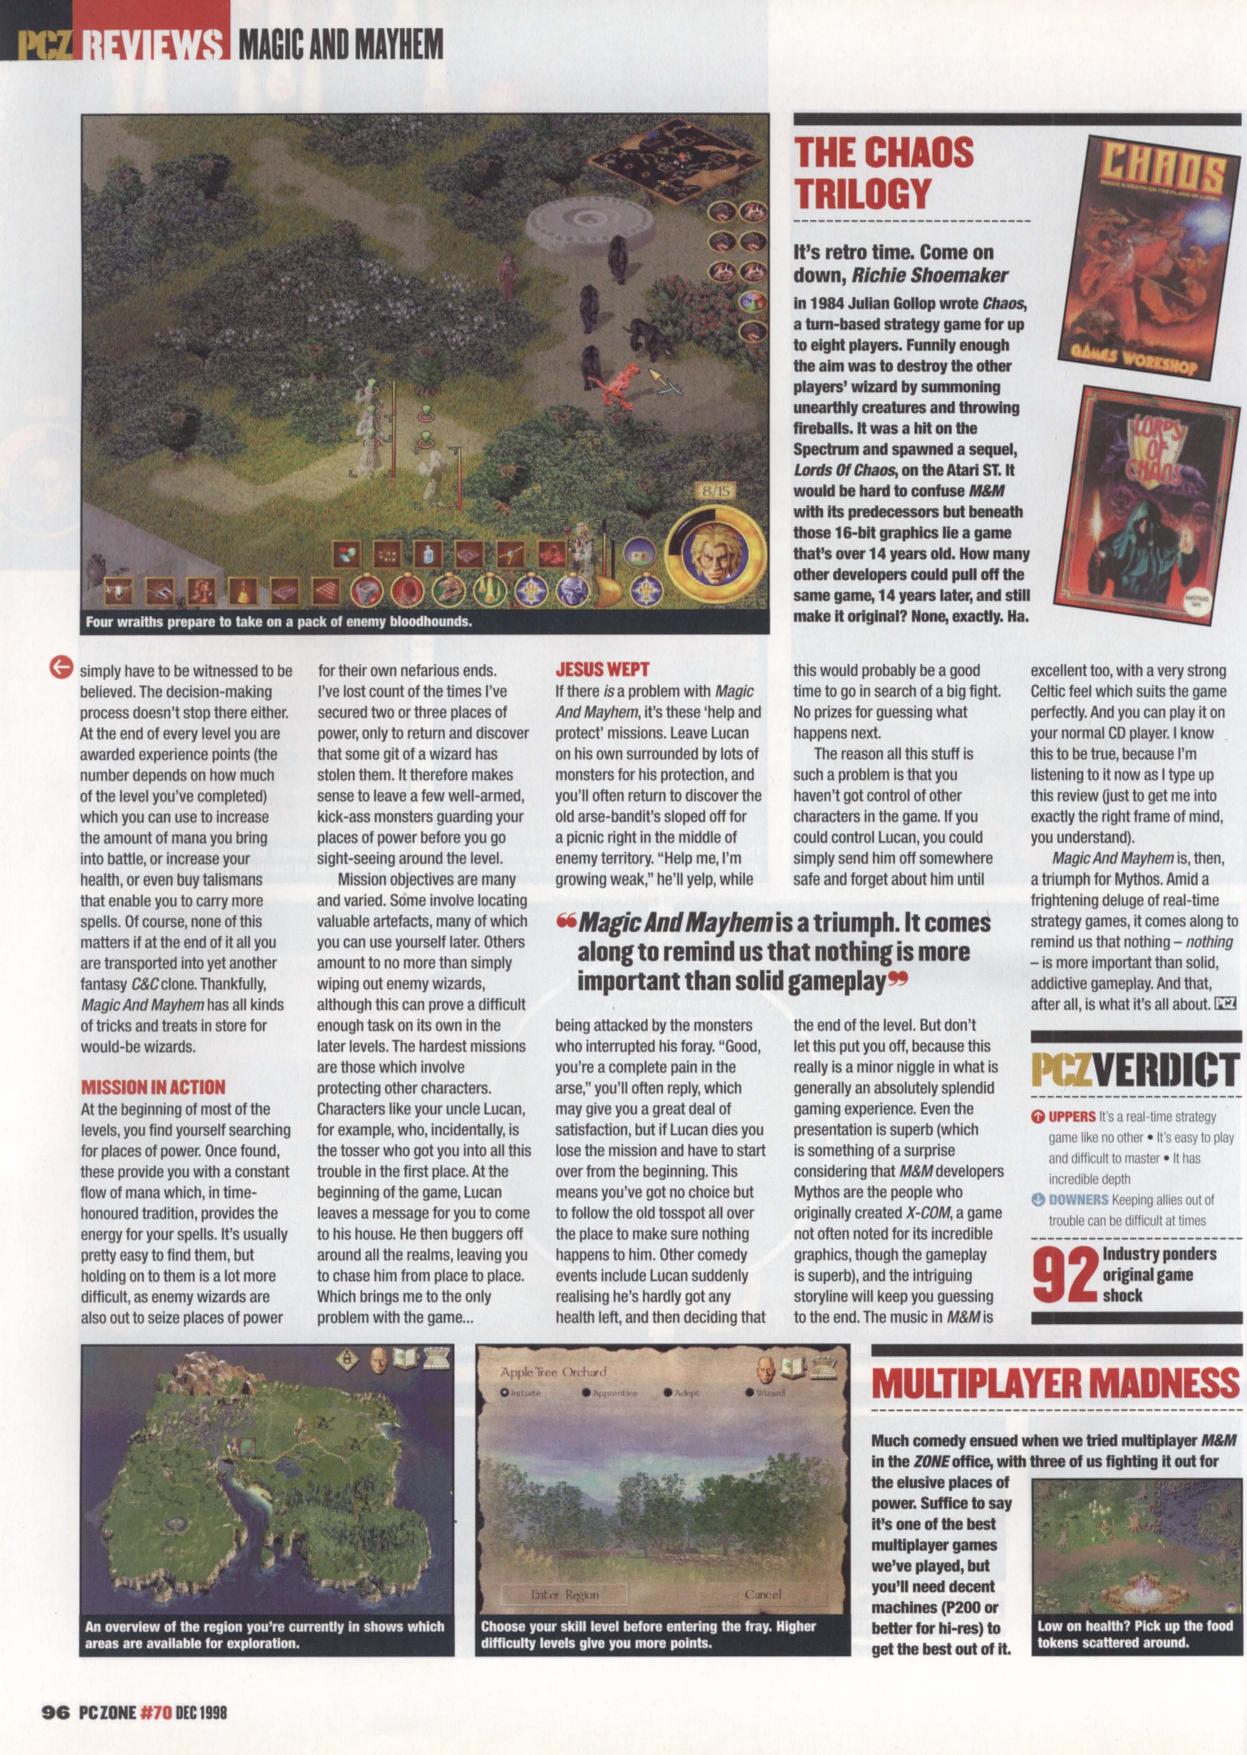 PCZ REVIEWS MAGIC AND MAYHEM
8/15
Four wraiths prepare to take on a pack of enemy bloodhounds.
THE CHAOS
TRILOGY
It's retro time. Come on
down, Richie Shoemaker
in 1984 Julian Gollop wrote Chaos,
a turn-based strategy game for up
to eight players. Funnily enough
the aim was to destroy the other
players' wizard by summoning
unearthly creatures and throwing
fireballs. It was a hit on the
Spectrum and spawned a sequel,
Lords Of Chaos, on the Atari ST. It
would be hard to confuse M&M
with its predecessors but beneath
those 16-bit graphics lie a game
that's over 14 years old. How many
other developers could pull off the
same game, 14 years later, and still
make it original? None, exactly. Ha.
CHAOS
GAMES WORKSHOP
LORDS
OF
CHAOS
simply have to be witnessed to be
believed. The decision-making
process doesn't stop there either.
At the end of every level you are
awarded experience points (the
number depends on how much
of the level you've completed)
which you can use to increase
the amount of mana you bring
into battle, or increase your
health, or even buy talismans
that enable you to carry more
spells. Of course, none of this
matters if at the end of it all you
are transported into yet another
fantasy C&C clone. Thankfully,
Magic And Mayhem has all kinds
of tricks and treats in store for
would-be wizards.
MISSION IN ACTION
At the beginning of most of the
levels, you find yourself searching
for places of power. Once found,
these provide you with a constant
flow of mana which, in time-
honoured tradition, provides the
energy for your spells. It's usually
pretty easy to find them, but
holding on to them is a lot more
difficult, as enemy wizards are
also out to seize places of power
for their own nefarious ends.
I've lost count of the times I've
secured two or three places of
power, only to return and discover
that some git of a wizard has
stolen them. It therefore makes
sense to leave a few well-armed,
kick-ass monsters guarding your
places of power before you go
sight-seeing around the level.
Mission objectives are many
and varied. Some involve locating
valuable artefacts, many of which
you can use yourself later. Others
amount to no more than simply
wiping out enemy wizards,
although this can prove a difficult
enough task on its own in the
later levels. The hardest missions
are those which involve
protecting other characters.
Characters like your uncle Lucan,
for example, who, incidentally, is
the tosser who got you into all this
trouble in the first place. At the
beginning of the game, Lucan
leaves a message for you to come
to his house. He then buggers off
around all the realms, leaving you
to chase him from place to place.
Which brings me to the only
problem with the game...
JESUS WEPT
If there is a problem with Magic
And Mayhem, it's these 'help and
protect' missions. Leave Lucan
on his own surrounded by lots of
monsters for his protection, and
you'll often return to discover the
old arse-bandit's sloped off for
a picnic right in the middle of
enemy territory. "Help me, I'm
growing weak," he'll yelp, while
“Magic And Mayhem is a triumph. It comes
along to remind us that nothing is more
important than solid gameplay”
being attacked by the monsters
who interrupted his foray. "Good,
you're a complete pain in the
arse," you'll often reply, which
may give you a great deal of
satisfaction, but if Lucan dies you
lose the mission and have to start
over from the beginning. This
means you've got no choice but
to follow the old tosspot all over
the place to make sure nothing
happens to him. Other comedy
events include Lucan suddenly
realising he's hardly got any
health left, and then deciding that
this would probably be a good
time to go in search of a big fight.
No prizes for guessing what
happens next.
The reason all this stuff is
such a problem is that you
haven't got control of other
characters in the game. If you
could control Lucan, you could
simply send him off somewhere
safe and forget about him until
the end of the level. But don't
let this put you off, because this
really is a minor niggle in what is
generally an absolutely splendid
gaming experience. Even the
presentation is superb (which
is something of a surprise
considering that M&M developers
Mythos are the people who
originally created X-COM, a game
not often noted for its incredible
graphics, though the gameplay
is superb), and the intriguing
storyline will keep you guessing
to the end. The music in M&M is
excellent too, with a very strong
Celtic feel which suits the game
perfectly. And you can play it on
your normal CD player. I know
this to be true, because I'm
listening to it now as I type up
this review (just to get me into
exactly the right frame of mind,
you understand).
Magic And Mayhem is, then,
a triumph for Mythos. Amid a
frightening deluge of real-time
strategy games, it comes along to
remind us that nothing – nothing
– is more important than solid,
addictive gameplay. And that,
after all, is what it's all about. PCZ
PCZVERDICT
UPPERS It's a real-time strategy
game like no other • It's easy to play
and difficult to master • It has
incredible depth
DOWNERS Keeping allies out of
trouble can be difficult at times
92 Industry ponders
original game
shock
An overview of the region you're currently in shows which
areas are available for exploration.
Apple Tree Orchard
Initiate Apprentice Adept Wizard
Enter Region Cancel
Choose your skill level before entering the fray. Higher
difficulty levels give you more points.
MULTIPLAYER MADNESS
Much comedy ensued when we tried multiplayer M&M
in the ZONE office, with three of us fighting it out for
the elusive places of
power. Suffice to say
it's one of the best
multiplayer games
we've played, but
you'll need decent
machines (P200 or
better for hi-res) to
get the best out of it.
Low on health? Pick up the food
tokens scattered around.
96 PC ZONE #70 DEC 1998